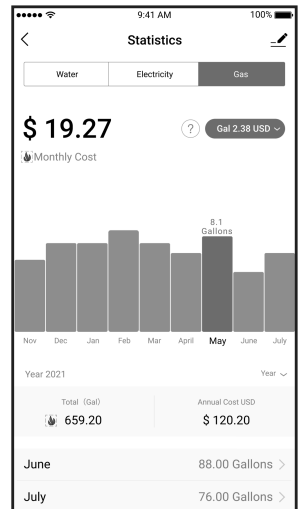 9:41 AM
100%
Statistics
Water
Electricity
Gas
$ 19.27
?
Gal 2.38 USD
Monthly Cost
8.1
Gallons
Nov
Dec
Jan
Feb
Mar
April
May
June
July
Year 2021
Year
Total (Gal)
Annual Cost USD
659.20
$ 120.20
June
88.00 Gallons
July
76.00 Gallons